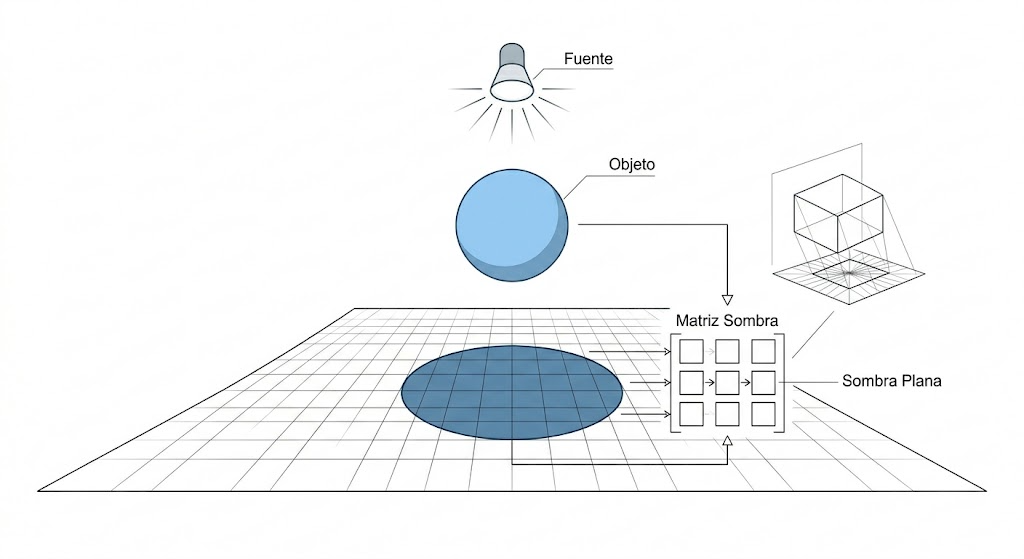 Fuente
Objeto
Matriz Sombra
Sombra Plana